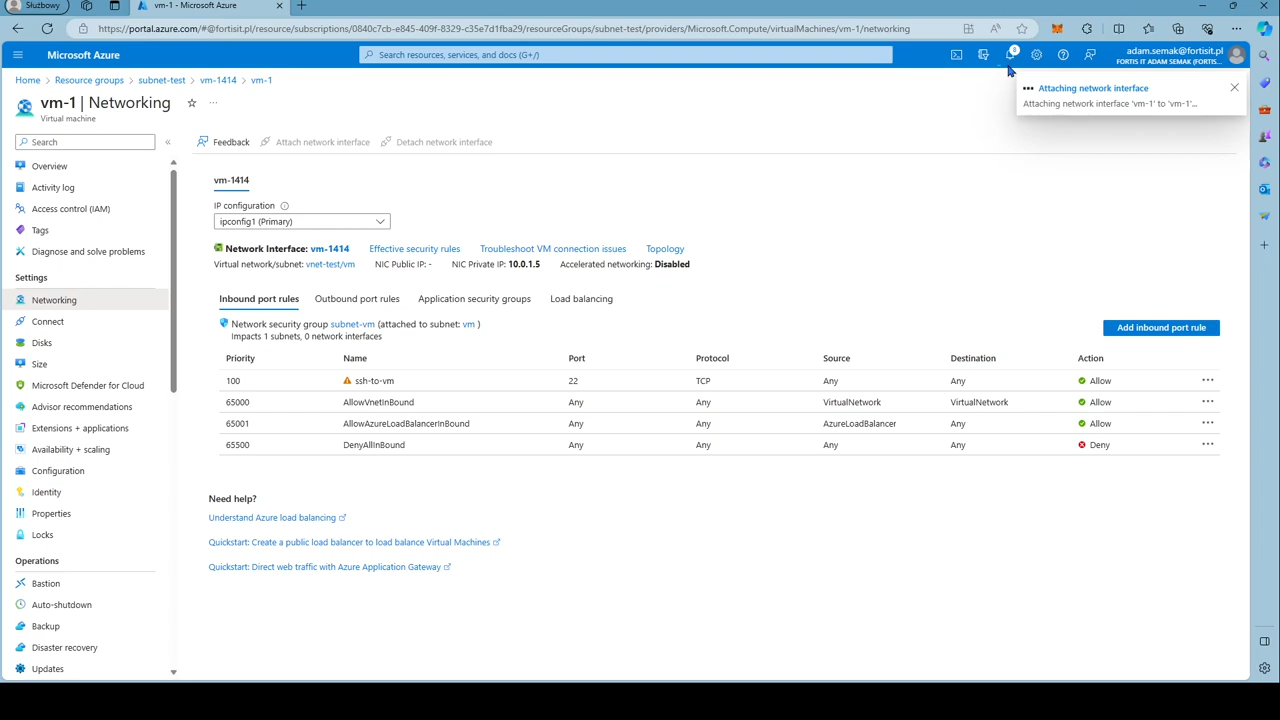 Służbowy
vm-1 - Microsoft Azure
https://portal.azure.com/#@fortisit.pl/resource/subscriptions/0840c7cb-e845-409f-8329-c35e7d1fba29/resourceGroups/subnet-test/providers/Microsoft.Compute/virtualMachines/vm-1/networking
Microsoft Azure
Search resources, services, and docs (G+/)
8
adam.semak@fortisit.pl
FORTIS IT ADAM SEMAK (FORTIS...
Home
Resource groups
subnet-test
vm-1414
vm-1
vm-1 | Networking
Virtual machine
Attaching network interface
Attaching network interface 'vm-1' to 'vm-1'...
Search
Feedback
Attach network interface
Detach network interface
Overview
Activity log
Access control (IAM)
Tags
Diagnose and solve problems
Settings
Networking
Connect
Disks
Size
Microsoft Defender for Cloud
Advisor recommendations
Extensions + applications
Availability + scaling
Configuration
Identity
Properties
Locks
Operations
Bastion
Auto-shutdown
Backup
Disaster recovery
Updates
vm-1414
IP configuration
ipconfig1 (Primary)
Network Interface: vm-1414 Effective security rules Troubleshoot VM connection issues Topology
Virtual network/subnet: vnet-test/vm NIC Public IP: - NIC Private IP: 10.0.1.5 Accelerated networking: Disabled
Inbound port rules Outbound port rules Application security groups Load balancing
Network security group subnet-vm (attached to subnet: vm )
Impacts 1 subnets, 0 network interfaces
Add inbound port rule
Priority Name Port Protocol Source Destination Action
100 ssh-to-vm 22 TCP Any Any Allow
65000 AllowVnetInBound Any Any VirtualNetwork VirtualNetwork Allow
65001 AllowAzureLoadBalancerInBound Any Any AzureLoadBalancer Any Allow
65500 DenyAllInBound Any Any Any Any Deny
Need help?
Understand Azure load balancing
Quickstart: Create a public load balancer to load balance Virtual Machines
Quickstart: Direct web traffic with Azure Application Gateway